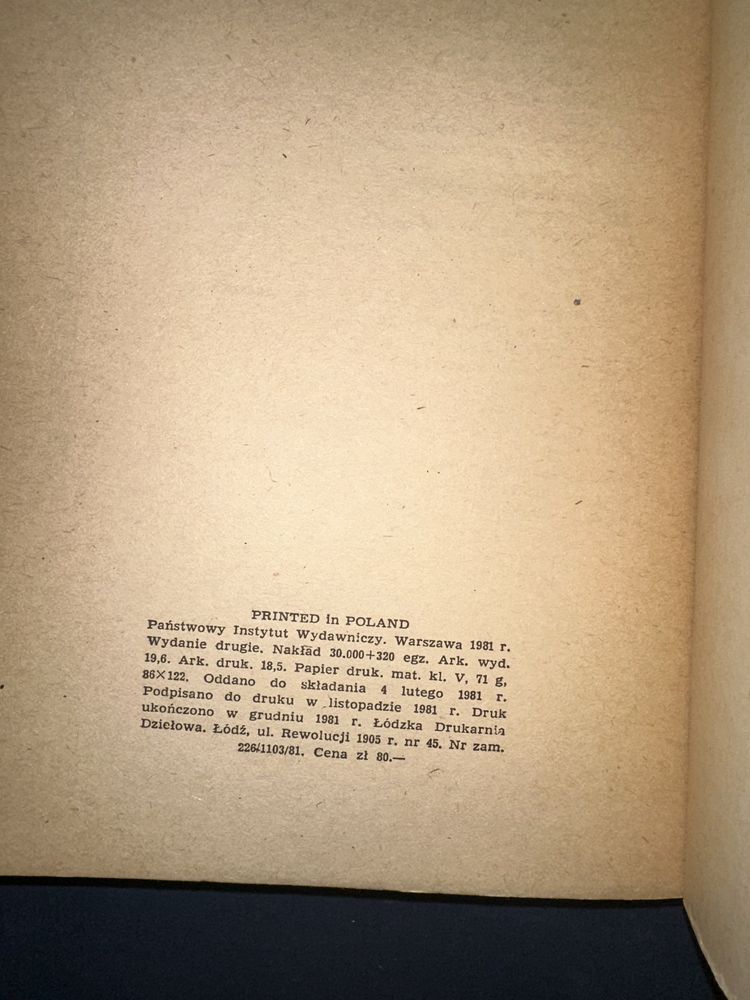 PRINTED in POLAND
Państwowy Instytut Wydawniczy. Warszawa 1981 r.
Wydanie drugie. Nakład 30.000+320 egz. Ark. wyd.
19,6. Ark. druk. 18,5. Papier druk. mat. kl. V, 71 g,
86×122. Oddano do składania 4 lutego 1981 r.
Podpisano do druku w listopadzie 1981 r. Druk
ukończono w grudniu 1981 r. Łódzka Drukarnia
Dziełowa. Łódź, ul. Rewolucji 1905 r. nr 45. Nr zam.
226/1103/81. Cena zł 80.—